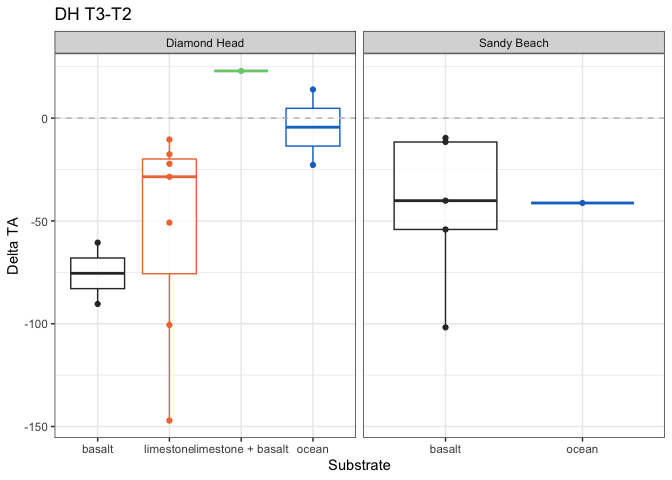 DH T3-T2
Diamond Head
Sandy Beach
0
-50
-100
-150
Delta TA
basalt limestone limestone + basalt ocean
basalt ocean
Substrate